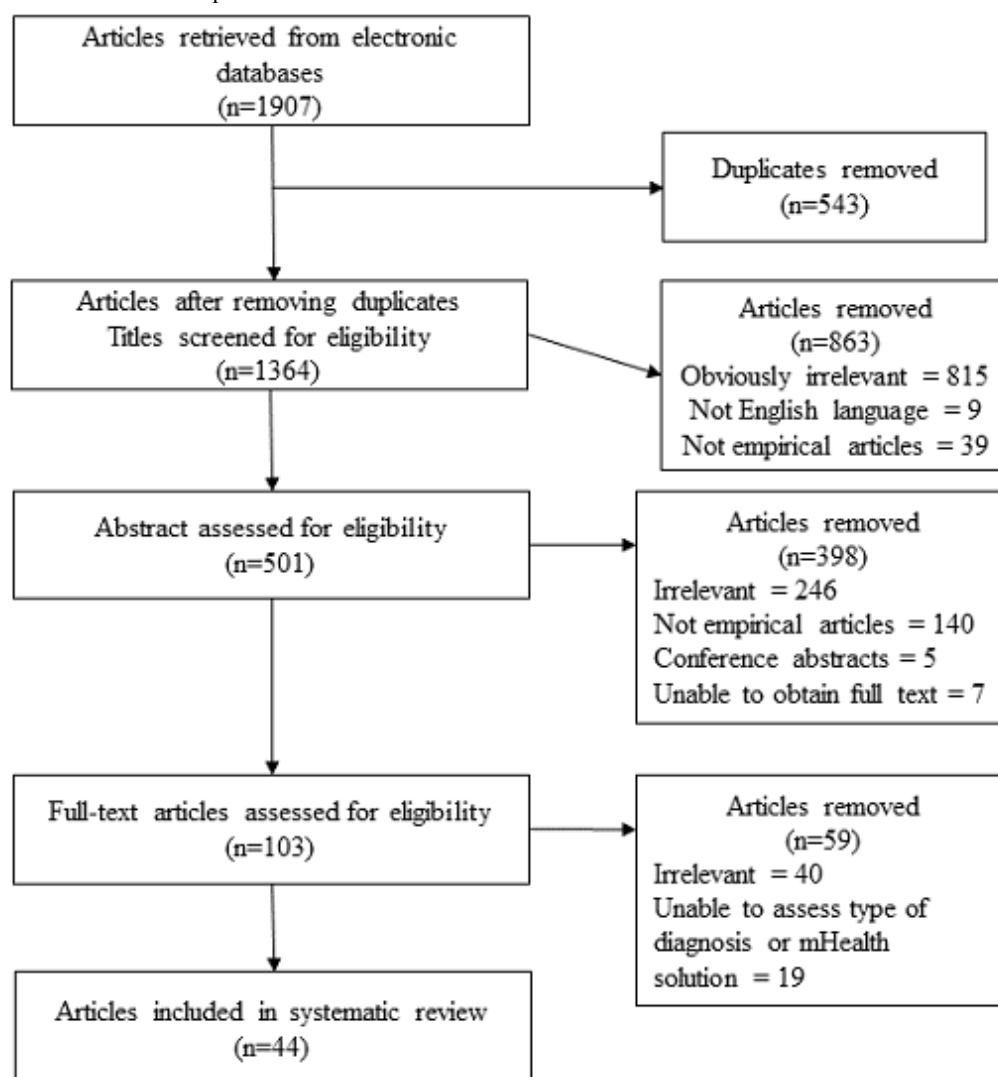 Articles retrieved from electronic
databases
(n=1907)
Duplicates removed
(n=543)
Articles after removing duplicates
Titles screened for eligibility
(n=1364)
Articles removed
(n=863)
Obviously irrelevant = 815
Not English language = 9
Not empirical articles = 39
Abstract assessed for eligibility
(n=501)
Articles removed
(n=398)
Irrelevant = 246
Not empirical articles = 140
Conference abstracts = 5
Unable to obtain full text = 7
Full-text articles assessed for eligibility
(n=103)
Articles removed
(n=59)
Irrelevant = 40
Unable to assess type of
diagnosis or mHealth
solution = 19
Articles included in systematic review
(n=44)